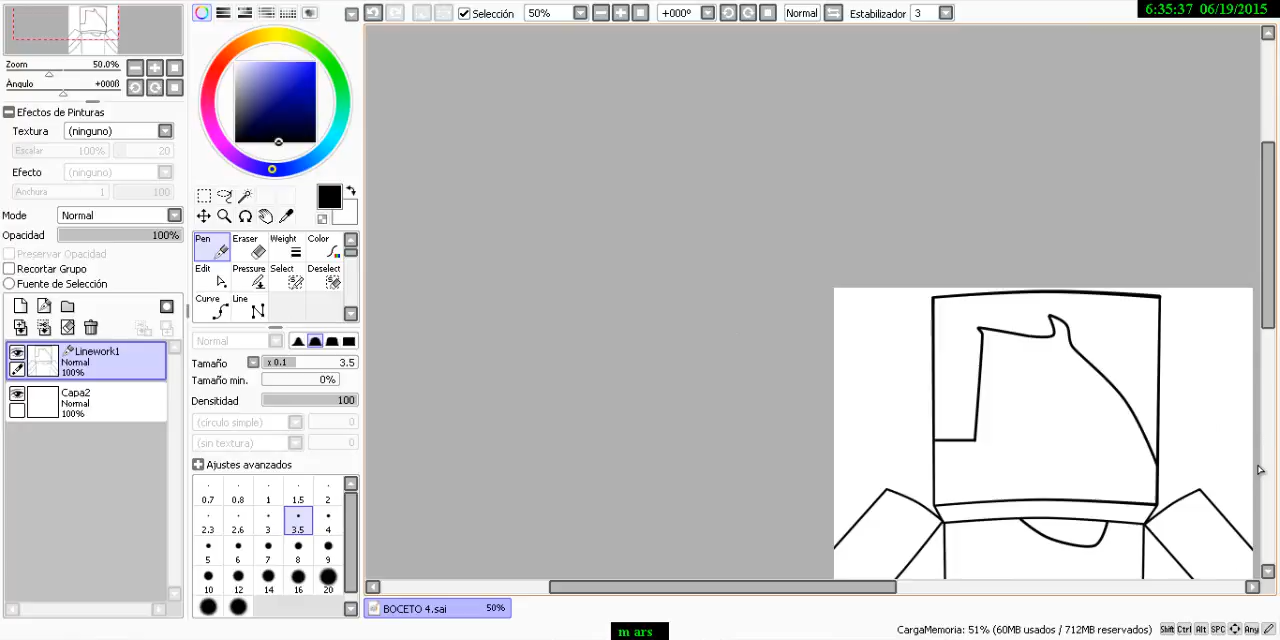 Selección
50%
+000º
Normal
Estabilizador
3
6:35:37 06/19/2015
Zoom
50.0%
Àngulo
+000ß
Efectos de Pinturas
Textura
(ninguno)
Escalar
100%
20
Efecto
(ninguno)
Anchura
1
100
Mode
Normal
Opacidad
100%
Preservar Opacidad
Recortar Grupo
Fuente de Selección
Linework1
Normal
100%
Capa2
Normal
100%
Pen
Eraser
Weight
Color
Edit
Pressure
Select
Deselect
Curve
Line
Normal
Tamaño
x 0.1
3.5
Tamaño min.
0%
Densitidad
100
(círculo simple)
0
(sin textura)
0
Ajustes avanzados
0.7 0.8 1 1.5 2
2.3 2.6 3 3.5 4
5 6 7 8 9
10 12 14 16 20
BOCETO 4.sai
50%
m ars
CargaMemoria: 51% (60MB usados / 712MB reservados)
Shft Ctrl Alt SPC Any